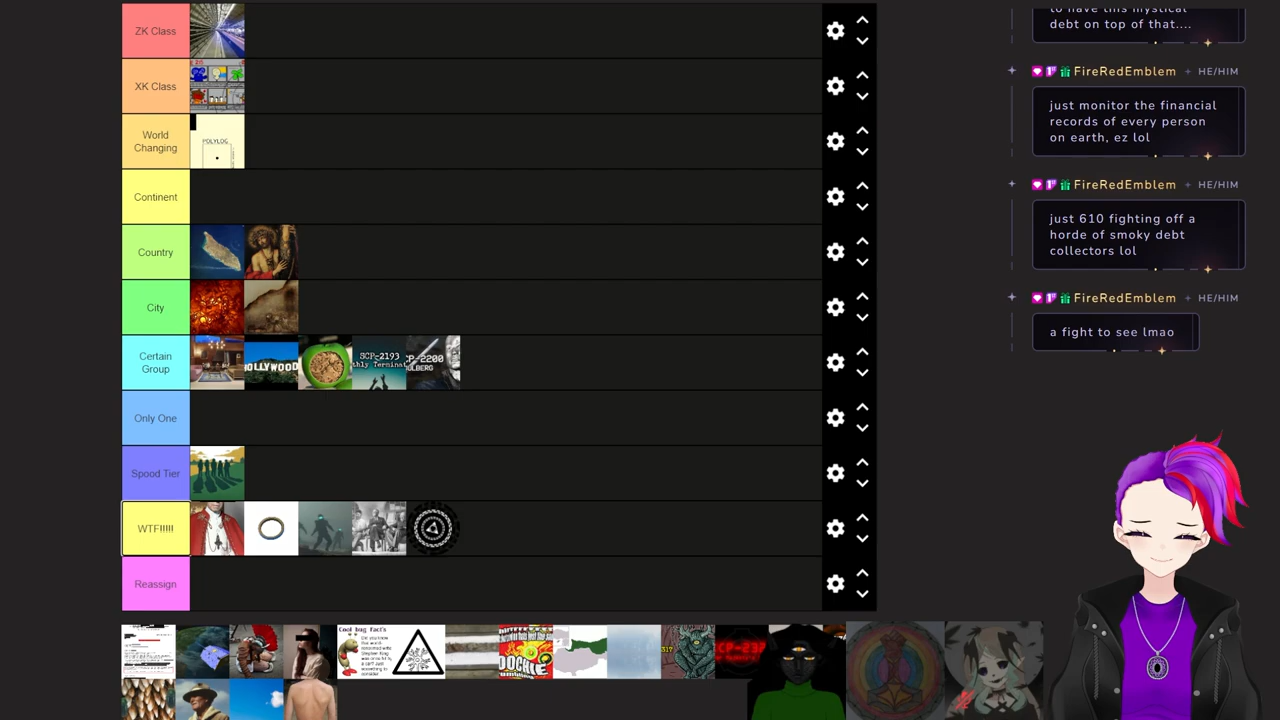 ZK Class
XK Class
World
Changing
POLYLOG
Continent
Country
City
Certain
Group
HOLLYWOOD
SCP-2193
CP-2200
Only One
Spood Tier
WTF!!!!!
Reassign
Cool bug facts
317
to have this mystical
debt on top of that....
FireRedEmblem HE/HIM
just monitor the financial
records of every person
on earth, ez lol
FireRedEmblem HE/HIM
just 610 fighting off a
horde of smoky debt
collectors lol
FireRedEmblem HE/HIM
a fight to see lmao